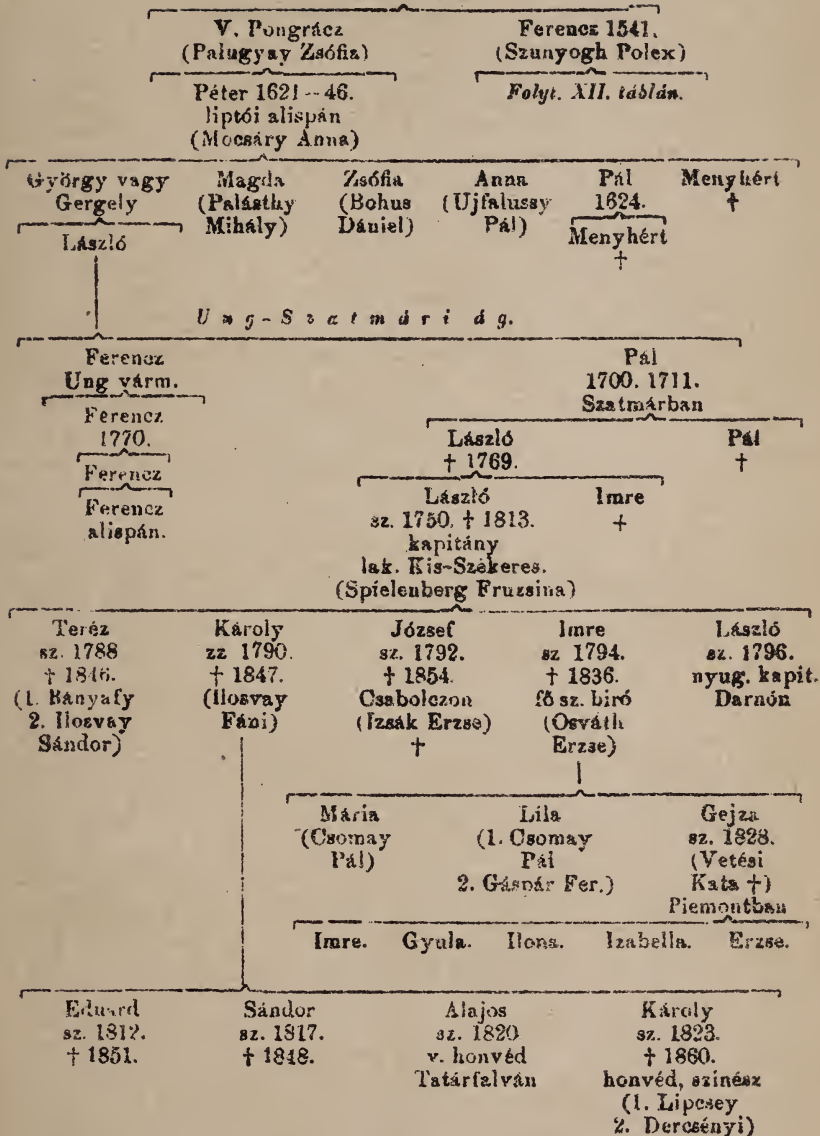 V. Pongrácz Ferencz 1541.
(Palugyay Zsófia) (Szunyogh Polex)
Péter 1621--46. Folyt. XII. táblán.
liptói alispán
(Mocsáry Anna)
György vagy Magda Zsófia Anna Pál Menyhért
Gergely (Palásthy (Bohus (Ujfalussy 1624. †
Mihály) Dániel) Pál) Menyhért
László †
Ung-Szatmári ág.
Ferencz Pál
Ung várm. 1700. 1711.
Ferencz Szatmárban
1770. László Pál
Ferencz † 1769. †
Ferencz László Imre
alispán. sz. 1750. † 1813. †
kapitány
lak. Kis-Szekeres.
(Spielenberg Fruzsina)
Teréz Károly József Imre László
sz. 1788 zz 1790. sz. 1792. sz 1794. sz. 1796.
† 1846. † 1847. † 1854. † 1836. nyug. kapit.
(1. Bányafy (Ilosvay Csabolczon fő sz. biró Darnón
2. Ilosvay Fáni) (Izsák Erzse) (Osváth
Sándor) † Erzse)
Mária Lila Gejza
(Csomay (1. Csomay sz. 1828.
Pál) Pál (Vetési
2. Gáspár Fer.) Kata †)
Piemontban
Imre. Gyula. Ilona. Izabella. Erzse.
Eduard Sándor Alajos Károly
sz. 1812. sz. 1817. sz. 1820 sz. 1823.
† 1851. † 1848. v. honvéd † 1860.
Tatárfalván honvéd, szinész
(1. Lipcsey
2. Dercsényi)